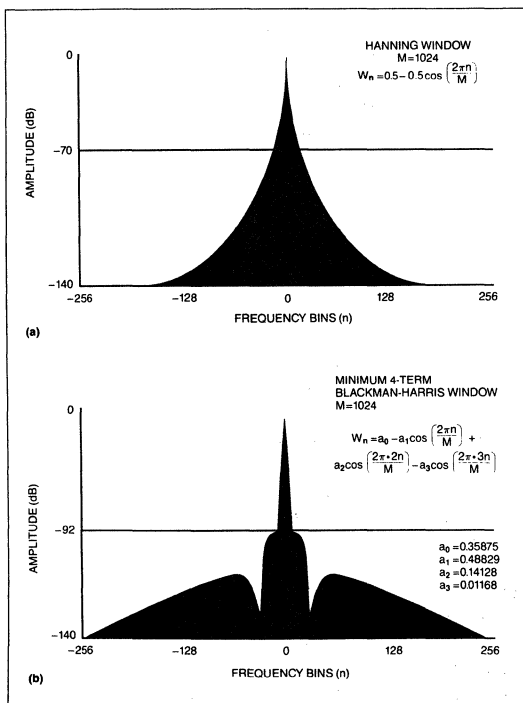 HANNING WINDOW
M=1024
Wn =0.5–0.5cos (2πn/M)
0
–70
–140
AMPLITUDE (dB)
–256
–128
0
128
256
FREQUENCY BINS (n)
(a)
MINIMUM 4-TERM
BLACKMAN-HARRIS WINDOW
M=1024
Wn =a0 –a1cos (2πn/M) +
a2cos (2π•2n/M) –a3cos (2π•3n/M)
a0 =0.35875
a1 =0.48829
a2 =0.14128
a3 =0.01168
0
–92
–140
AMPLITUDE (dB)
–256
–128
0
128
256
FREQUENCY BINS (n)
(b)